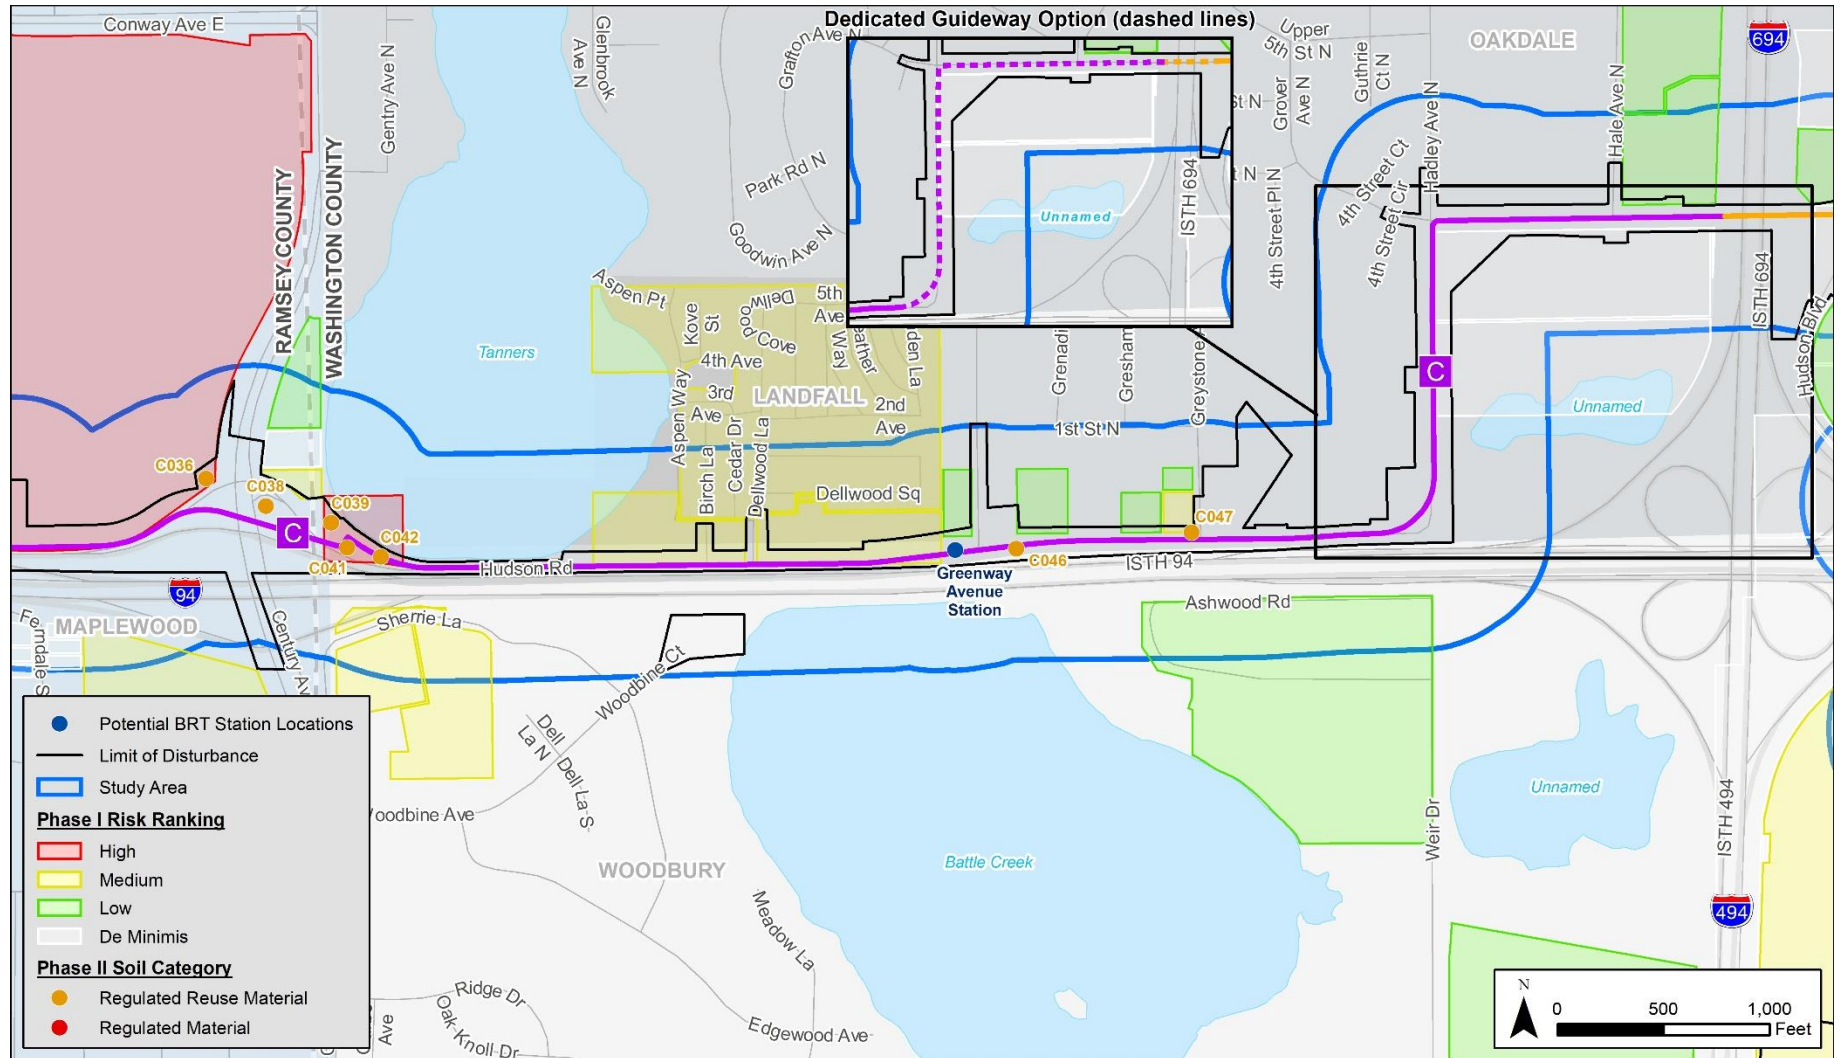 Conway Ave E
Dedicated Guideway Option (dashed lines)
Gentry Ave N
Glenbrook
Ave N
Grafton Ave N
Upper
5th
St N
OAKDALE
694
Guthrie
Ct N
Grover
Ave N
St N
Hadley Ave N
Hale Ave N
Park Rd N
Goodwin Ave N
Unnamed
ISTH 694
4th Street Pl N
4th Street Ct
4th Street Cir
RAMSEY COUNTY
WASHINGTON COUNTY
Tanners
Aspen Pt
Kove
St
Dellwood
Cove
5th
Ave
Way
4th Ave
3rd
Ave
LANDFALL
2nd
Ave
Aspen Way
Birch La
Cedar Dr
Dellwood La
Dellwood Sq
Grenadi
Gresham
Greystone
1st St N
C
Unnamed
ISTH 694
Hudson Blvd
C036
C038
C039
C
C042
C041
Hudson Rd
C047
C046
ISTH 94
Greenway
Avenue
Station
94
MAPLEWOOD
Ferndale S
Century Av
Sherrie La
Woodbine Ct
Ashwood Rd
Dell
La N
Dell-La-S
oodbine Ave
WOODBURY
Battle Creek
Meadow La
Weir Dr
Unnamed
ISTH 494
494
Ridge Dr
Oak-Knoll-Dr
Ave
Edgewood-Ave
Potential BRT Station Locations
Limit of Disturbance
Study Area
Phase I Risk Ranking
High
Medium
Low
De Minimis
Phase II Soil Category
Regulated Reuse Material
Regulated Material
N
0 500 1,000
Feet